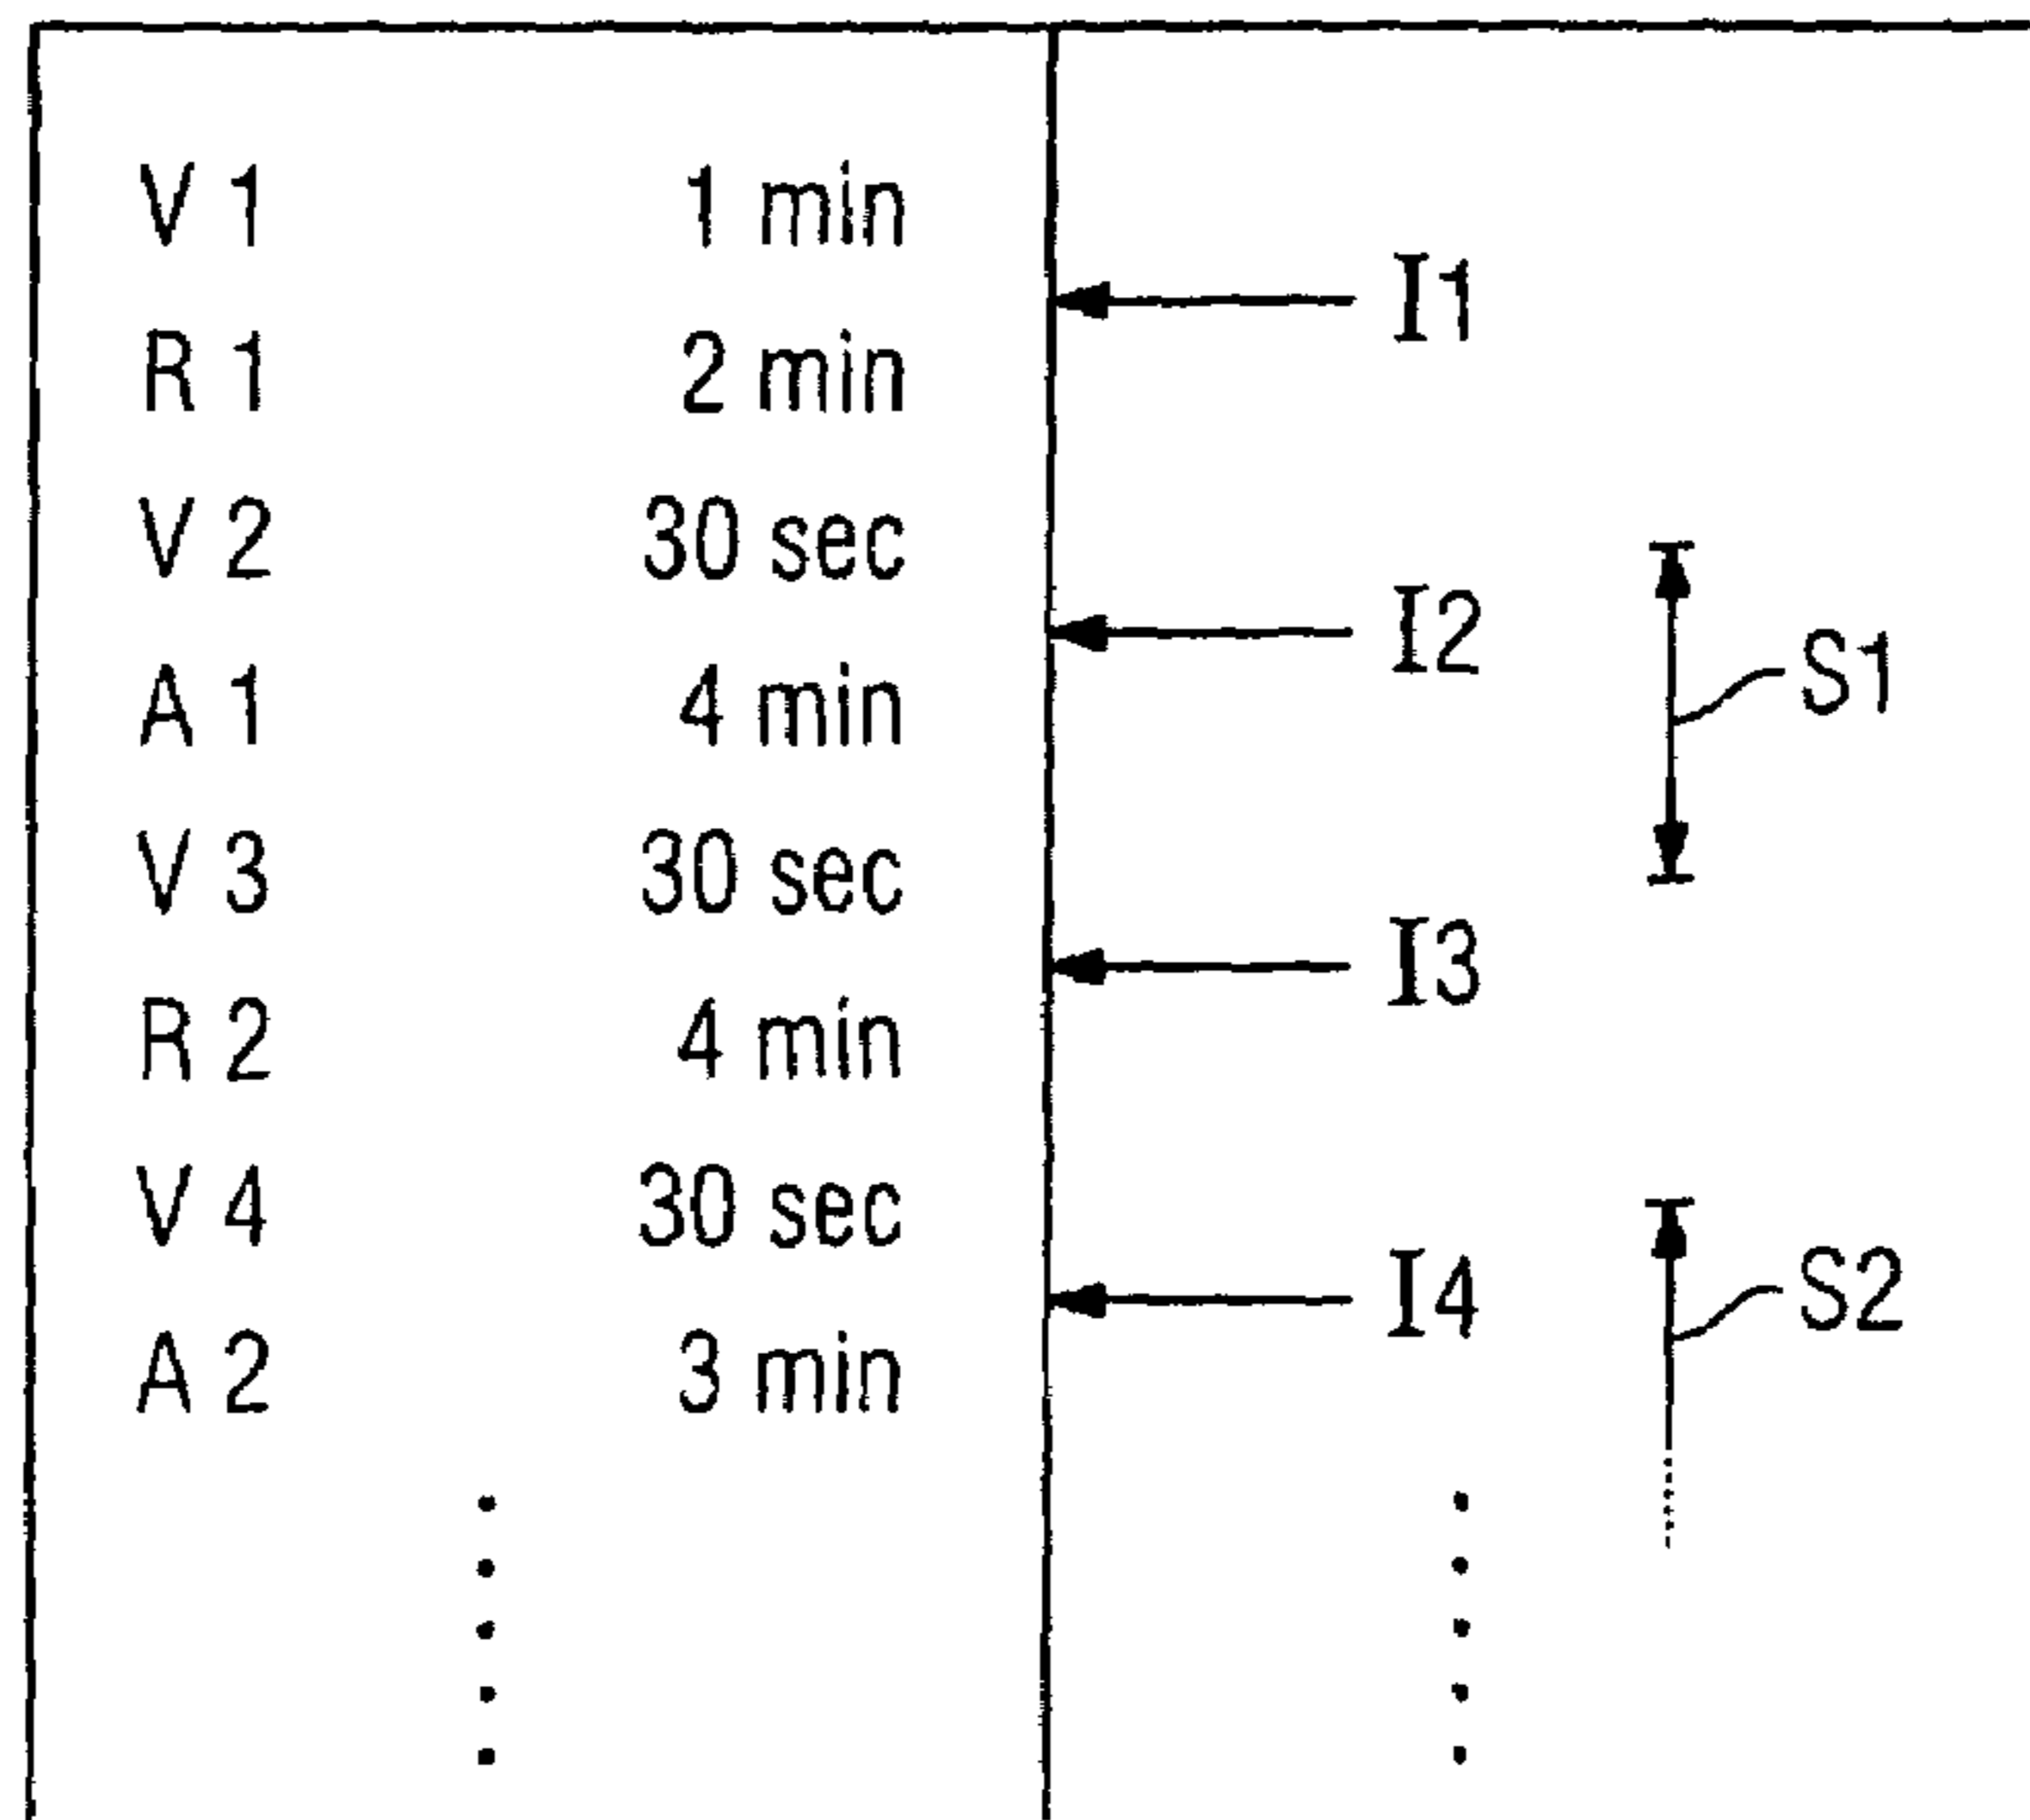 V 1 1 min
I1
R 1 2 min
V 2 30 sec
I2
S1
A 1 4 min
V 3 30 sec
I3
R 2 4 min
V 4 30 sec
I4
S2
A 2 3 min